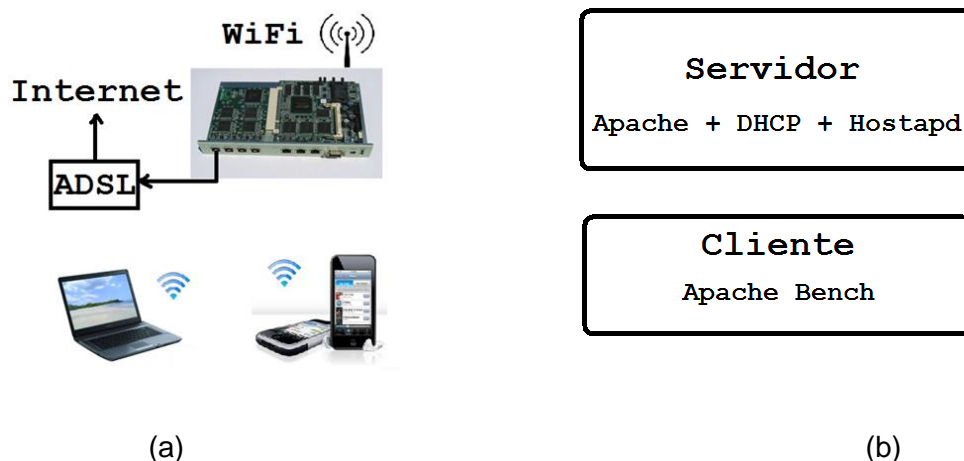 WiFi
Internet
ADSL
Servidor
Apache + DHCP + Hostapd
Cliente
Apache Bench
(a)
(b)